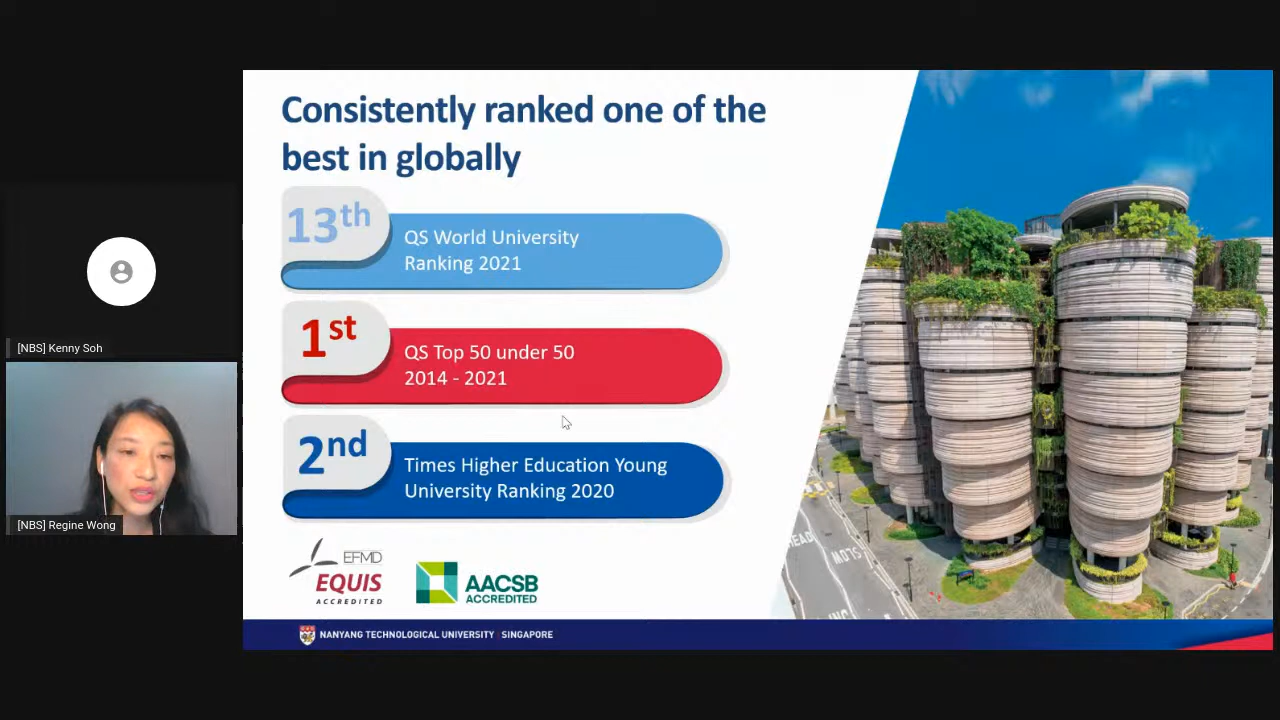 Consistently ranked one of the
best in globally
13th
QS World University
Ranking 2021
1st
QS Top 50 under 50
2014 - 2021
2nd
Times Higher Education Young
University Ranking 2020
EFMD
EQUIS
ACCREDITED
AACSB
ACCREDITED
NANYANG TECHNOLOGICAL UNIVERSITY | SINGAPORE
[NBS] Kenny Soh
[NBS] Regine Wong
AHEAD
SLOW